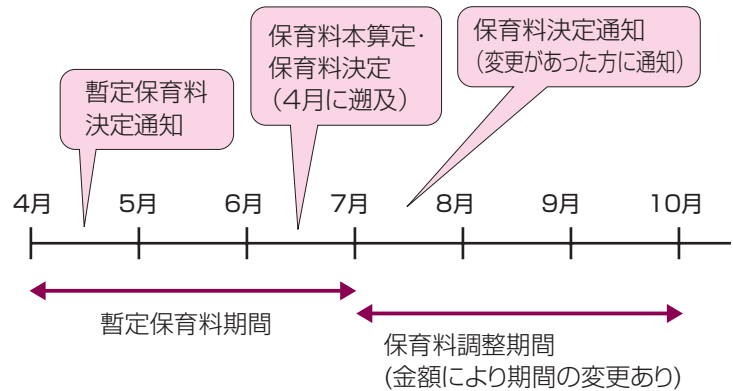 暫定保育料
決定通知
保育料本算定・
保育料決定
（4月に遡及）
保育料決定通知
（変更があった方に通知）
4月 5月 6月 7月 8月 9月 10月
暫定保育料期間
保育料調整期間
(金額により期間の変更あり)